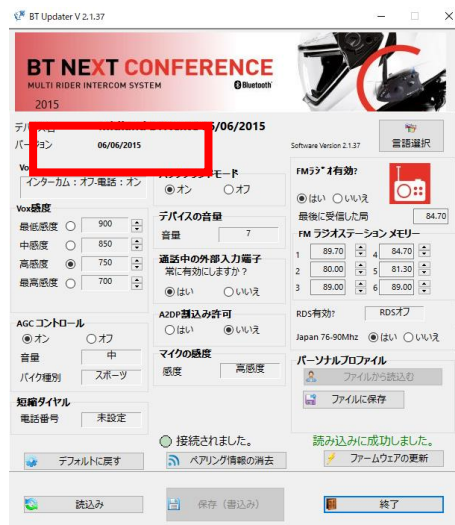 BT Updater V 2.1.37
BT NEXT CONFERENCE
MULTI RIDER INTERCOM SYSTEM
Bluetooth
2015
06/06/2015
バージョン 06/06/2015
Software Version 2.1.37
言語選択
インターカム：オフ-電話：オン
オン オフ
FMラジオ有効?
はい いいえ
Vox感度
最低感度 900
中感度 850
高感度 750
最高感度 700
デバイスの音量
音量 7
最後に受信した局 84.70
FM ラジオステーション メモリー
1 89.70 4 84.70
2 80.00 5 81.30
3 89.00 6 89.00
通話中の外部入力端子
常に有効にしますか？
はい いいえ
RDS有効? RDSオフ
AGC コントロール
オン オフ
音量 中
バイク種別 スポーツ
A2DP割込み許可
はい いいえ
Japan 76-90Mhz はい いいえ
マイクの感度
感度 高感度
パーソナルプロファイル
ファイルから読込む
ファイルに保存
短縮ダイヤル
電話番号 未設定
接続されました。
読み込みに成功しました。
デフォルトに戻す
ペアリング情報の消去
ファームウェアの更新
読込み
保存（書込み）
終了